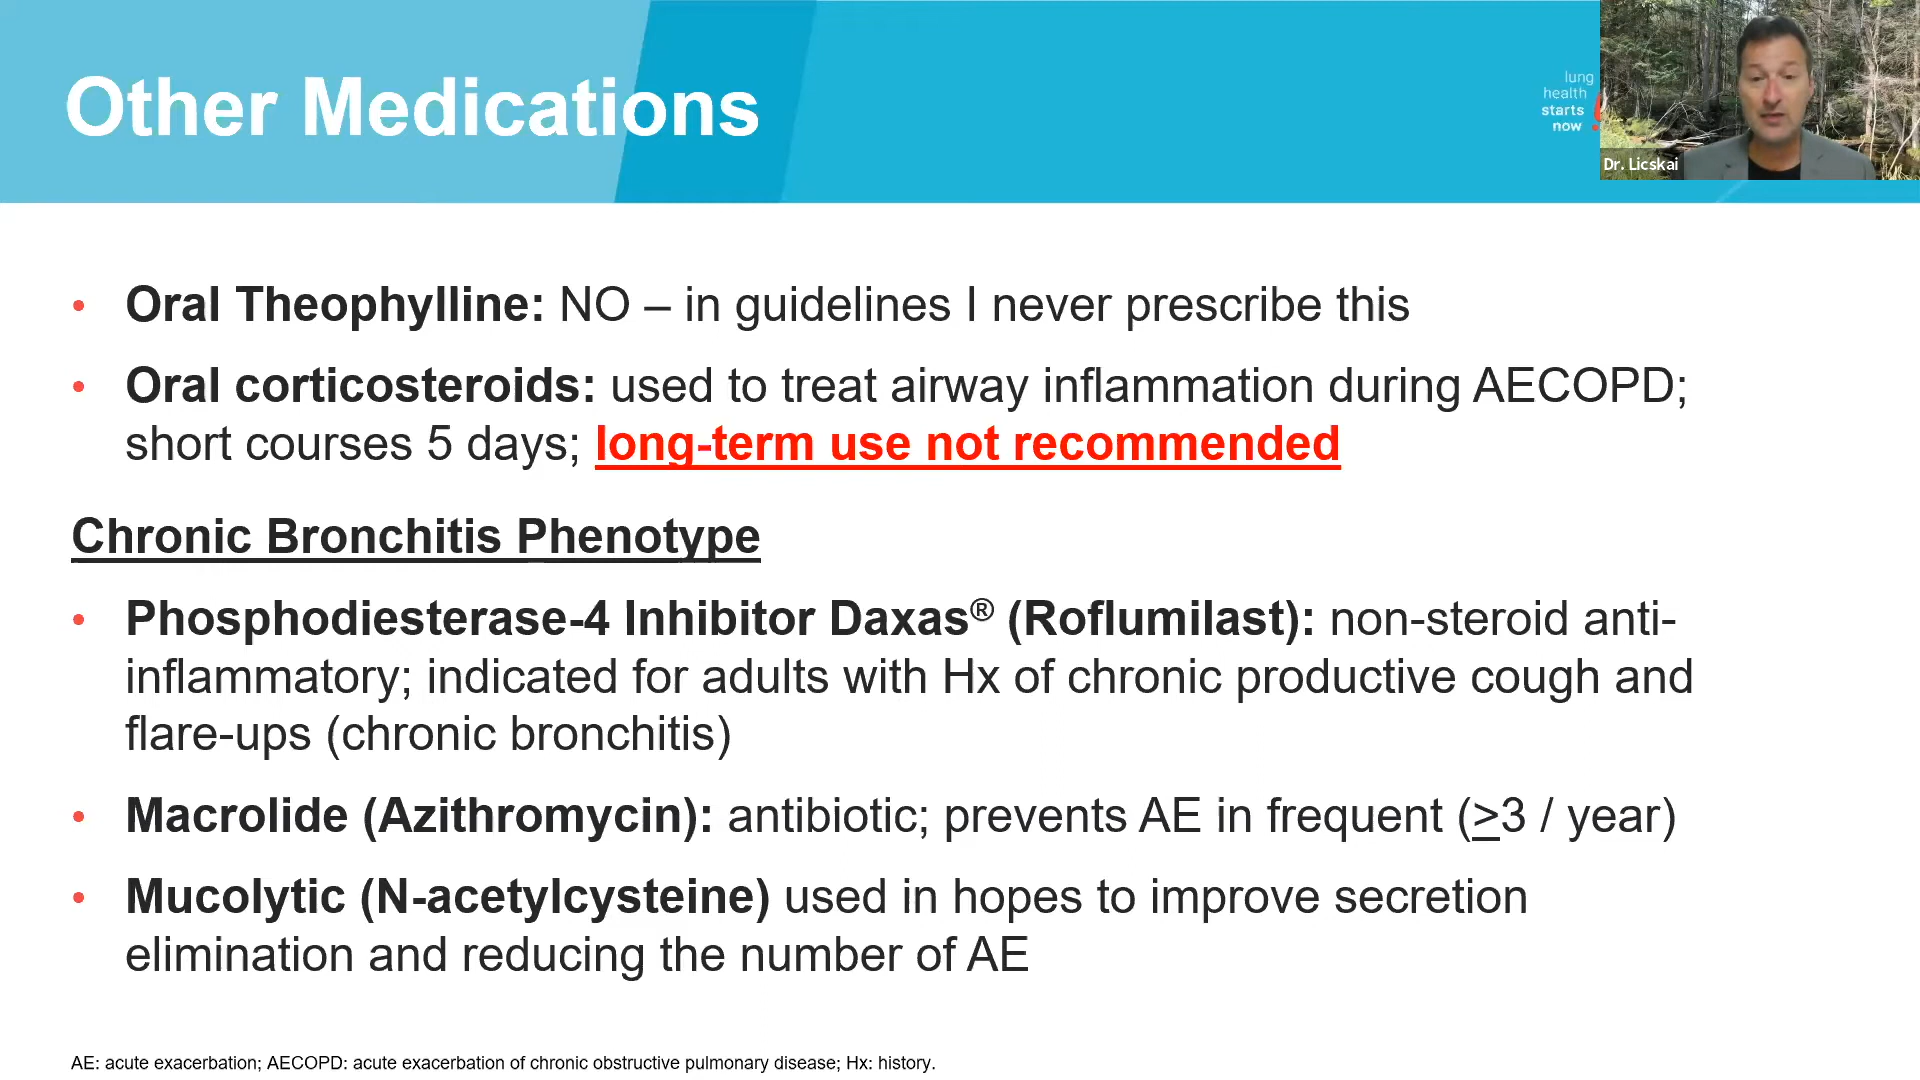 Other Medications
lung
health
starts
now
Dr. Licskai
• Oral Theophylline: NO – in guidelines I never prescribe this
• Oral corticosteroids: used to treat airway inflammation during AECOPD;
short courses 5 days; long-term use not recommended
Chronic Bronchitis Phenotype
• Phosphodiesterase-4 Inhibitor Daxas® (Roflumilast): non-steroid anti-
inflammatory; indicated for adults with Hx of chronic productive cough and
flare-ups (chronic bronchitis)
• Macrolide (Azithromycin): antibiotic; prevents AE in frequent (≥3 / year)
• Mucolytic (N-acetylcysteine) used in hopes to improve secretion
elimination and reducing the number of AE
AE: acute exacerbation; AECOPD: acute exacerbation of chronic obstructive pulmonary disease; Hx: history.